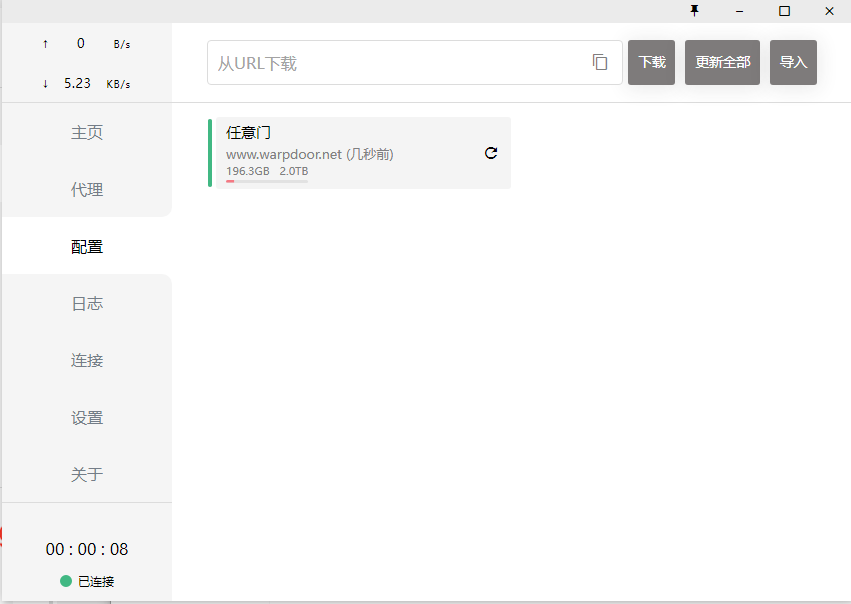 ↑ 0 B/s
↓ 5.23 KB/s
主页
代理
配置
日志
连接
设置
关于
00 : 00 : 08
已连接
从URL下载
下载
更新全部
导入
任意门
www.warpdoor.net (几秒前)
196.3GB 2.0TB